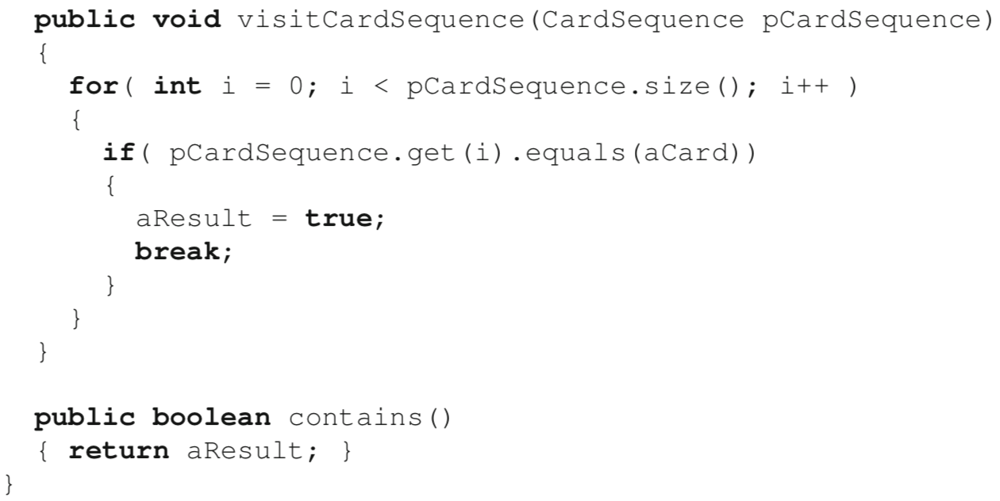 public void visitCardSequence(CardSequence pCardSequence)
{
for( int i = 0; i < pCardSequence.size(); i++ )
{
if( pCardSequence.get(i).equals(aCard))
{
aResult = true;
break;
}
}
}
public boolean contains()
{ return aResult; }
}